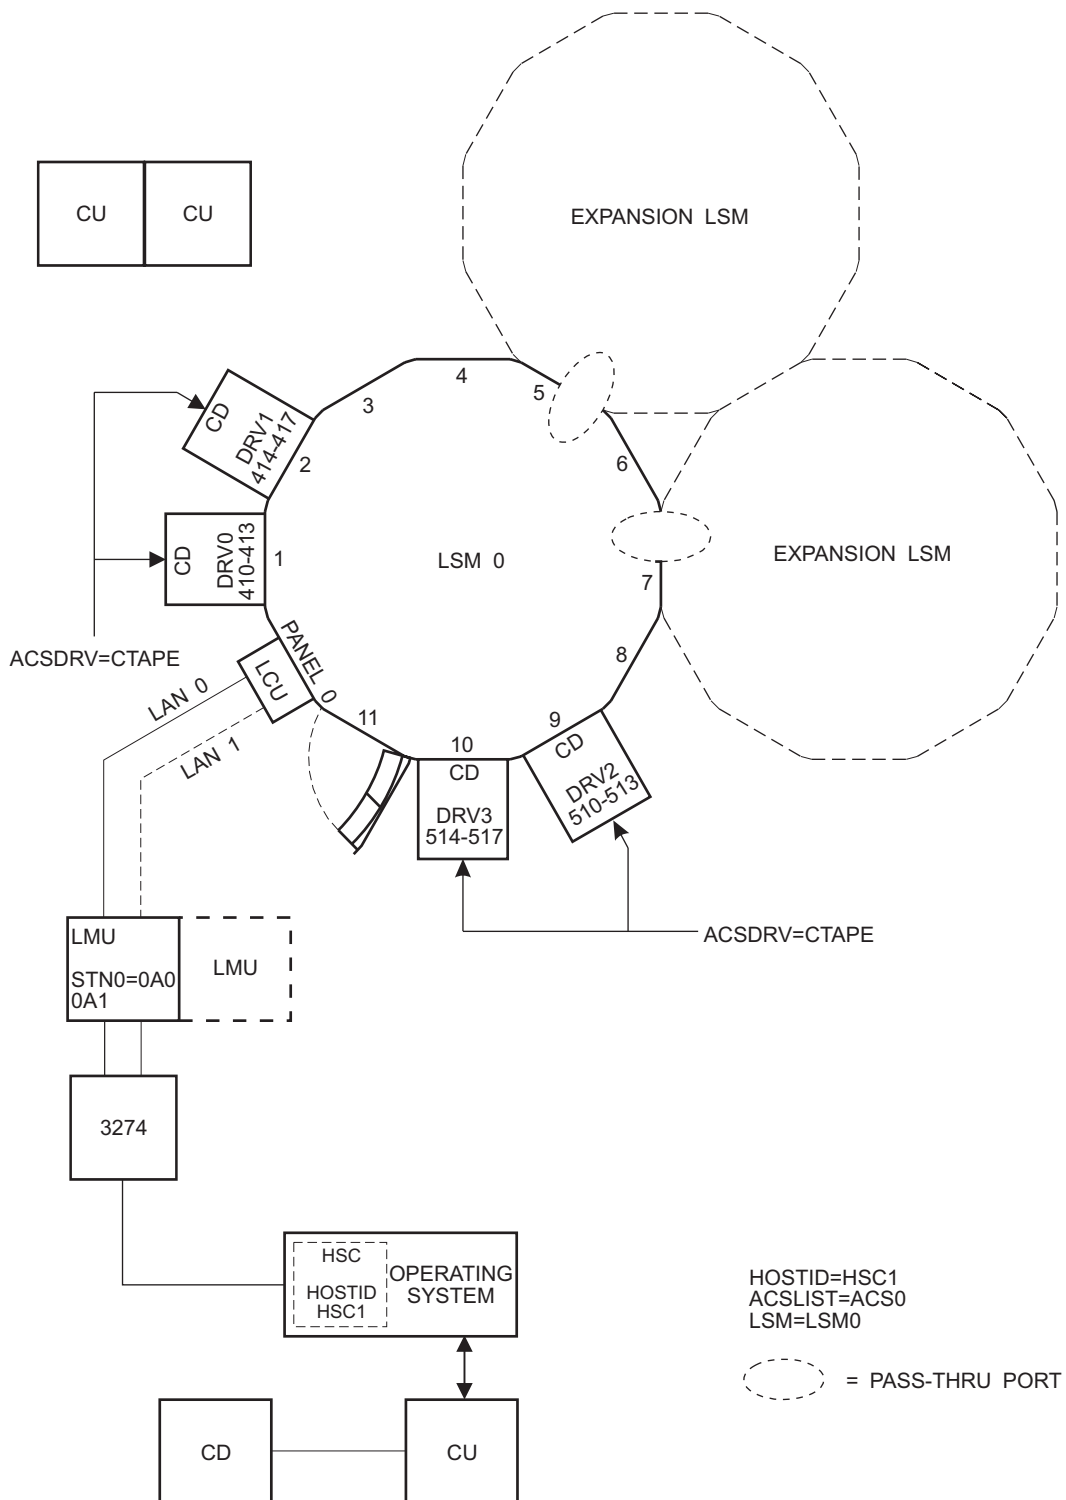 EXPANSION LSM
CU
CU
4
5
3
CD
DRV1
414-417
2
6
CD
DRV0
410-413
1
LSM 0
EXPANSION LSM
7
ACSDRV=CTAPE
PANEL 0
LCU
8
LAN 0
LAN 1
11
10
9
CD
DRV3
514-517
CD
DRV2
510-513
ACSDRV=CTAPE
LMU
STN0=0A0
0A1
LMU
3274
HSC
HOSTID
HSC1
OPERATING
SYSTEM
HOSTID=HSC1
ACSLIST=ACS0
LSM=LSM0
= PASS-THRU PORT
CD
CU